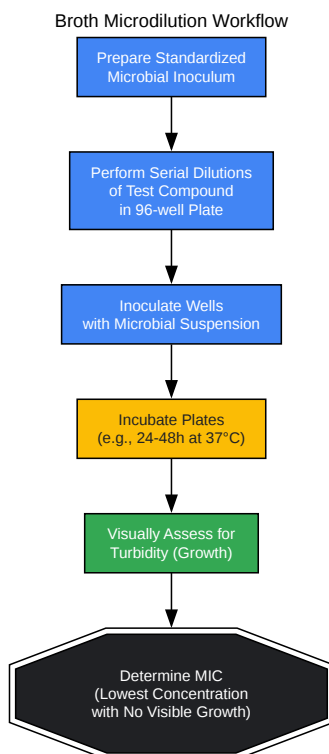 Broth Microdilution Workflow
Prepare Standardized
Microbial Inoculum
Perform Serial Dilutions
of Test Compound
in 96-well Plate
Inoculate Wells
with Microbial Suspension
Incubate Plates
(e.g., 24-48h at 37°C)
Visually Assess for
Turbidity (Growth)
Determine MIC
(Lowest Concentration
with No Visible Growth)